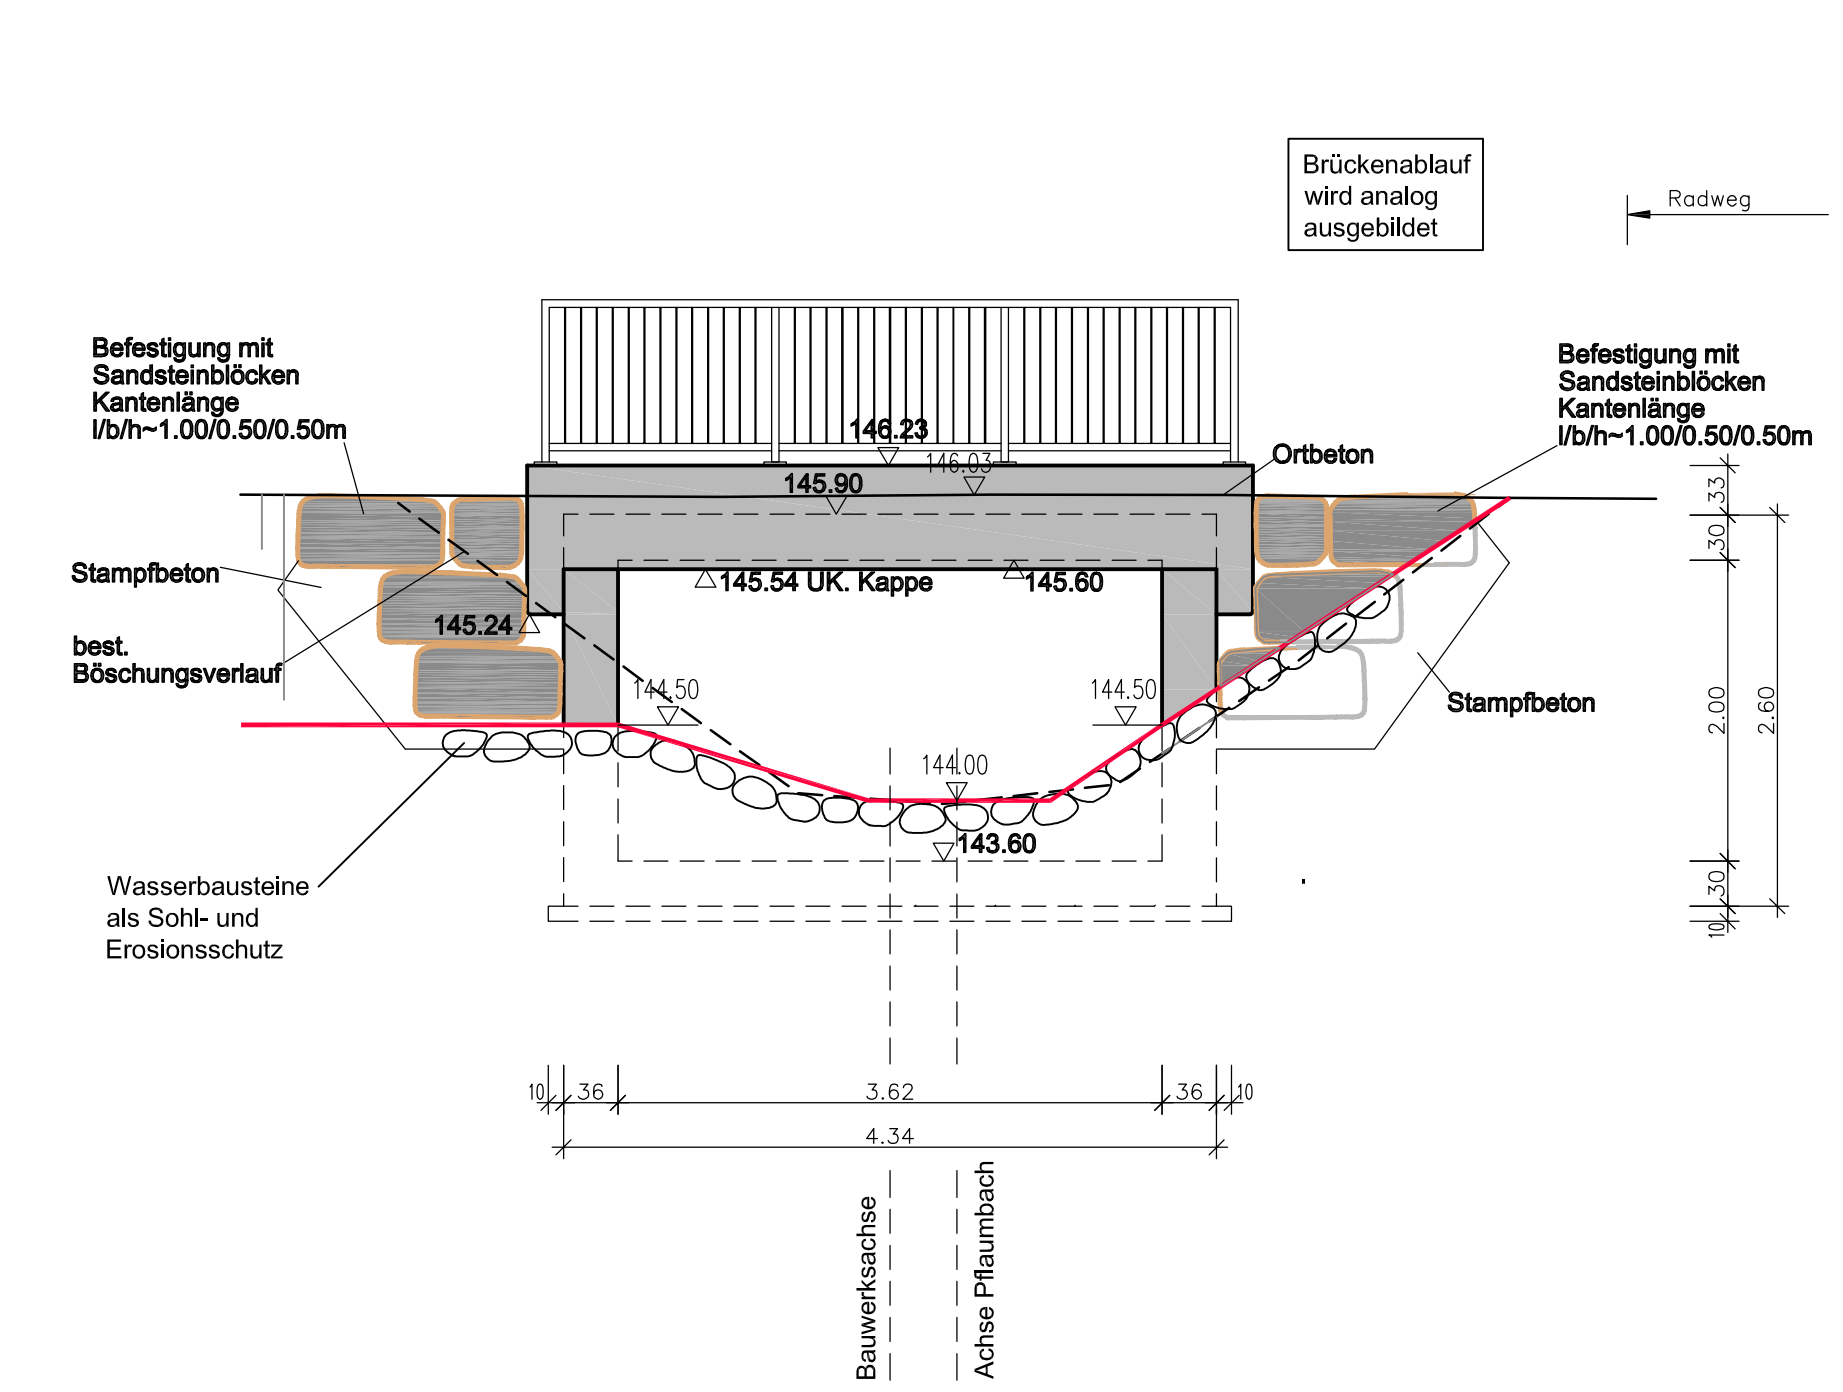 Brückenablauf
wird analog
ausgebildet
Radweg
Befestigung mit
Sandsteinblöcken
Kantenlänge
l/b/h~1.00/0.50/0.50m
Befestigung mit
Sandsteinblöcken
Kantenlänge
l/b/h~1.00/0.50/0.50m
146.23
146.03
Ortbeton
145.90
33
30
Stampfbeton
145.54 UK. Kappe
145.60
145.24
best.
Böschungsverlauf
144.50
144.50
Stampfbeton
2.00
2.60
144.00
143.60
Wasserbausteine
als Sohl- und
Erosionsschutz
30
10
10
36
3.62
36
10
4.34
Bauwerksachse
Achse Pflaumbach